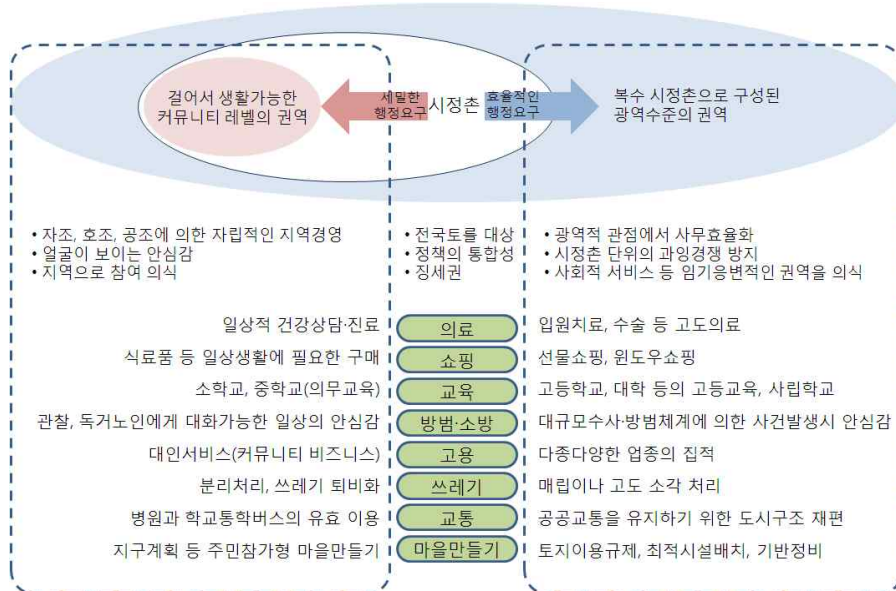 걸어서 생활가능한
커뮤니티 레벨의 권역
세밀한
행정요구
시정촌
효율적인
행정요구
복수 시정촌으로 구성된
광역수준의 권역
• 자조, 호조, 공조에 의한 자립적인 지역경영
• 얼굴이 보이는 안심감
• 지역으로 참여 의식
• 전국토를 대상
• 정책의 통합성
• 징세권
• 광역적 관점에서 사무효율화
• 시정촌 단위의 과잉경쟁 방지
• 사회적 서비스 등 임기응변적인 권역을 의식
일상적 건강상담·진료 의료 입원치료, 수술 등 고도의료
식료품 등 일상생활에 필요한 구매 쇼핑 선물쇼핑, 윈도우쇼핑
소학교, 중학교(의무교육) 교육 고등학교, 대학 등의 고등교육, 사립학교
관찰, 독거노인에게 대화가능한 일상의 안심감 방범·소방 대규모수사·방범체계에 의한 사건발생시 안심감
대인서비스(커뮤니티 비즈니스) 고용 다종다양한 업종의 집적
분리처리, 쓰레기 퇴비화 쓰레기 매립이나 고도 소각 처리
병원과 학교통학버스의 유효 이용 교통 공공교통을 유지하기 위한 도시구조 재편
지구계획 등 주민참가형 마을만들기 마을만들기 토지이용규제, 최적시설배치, 기반정비